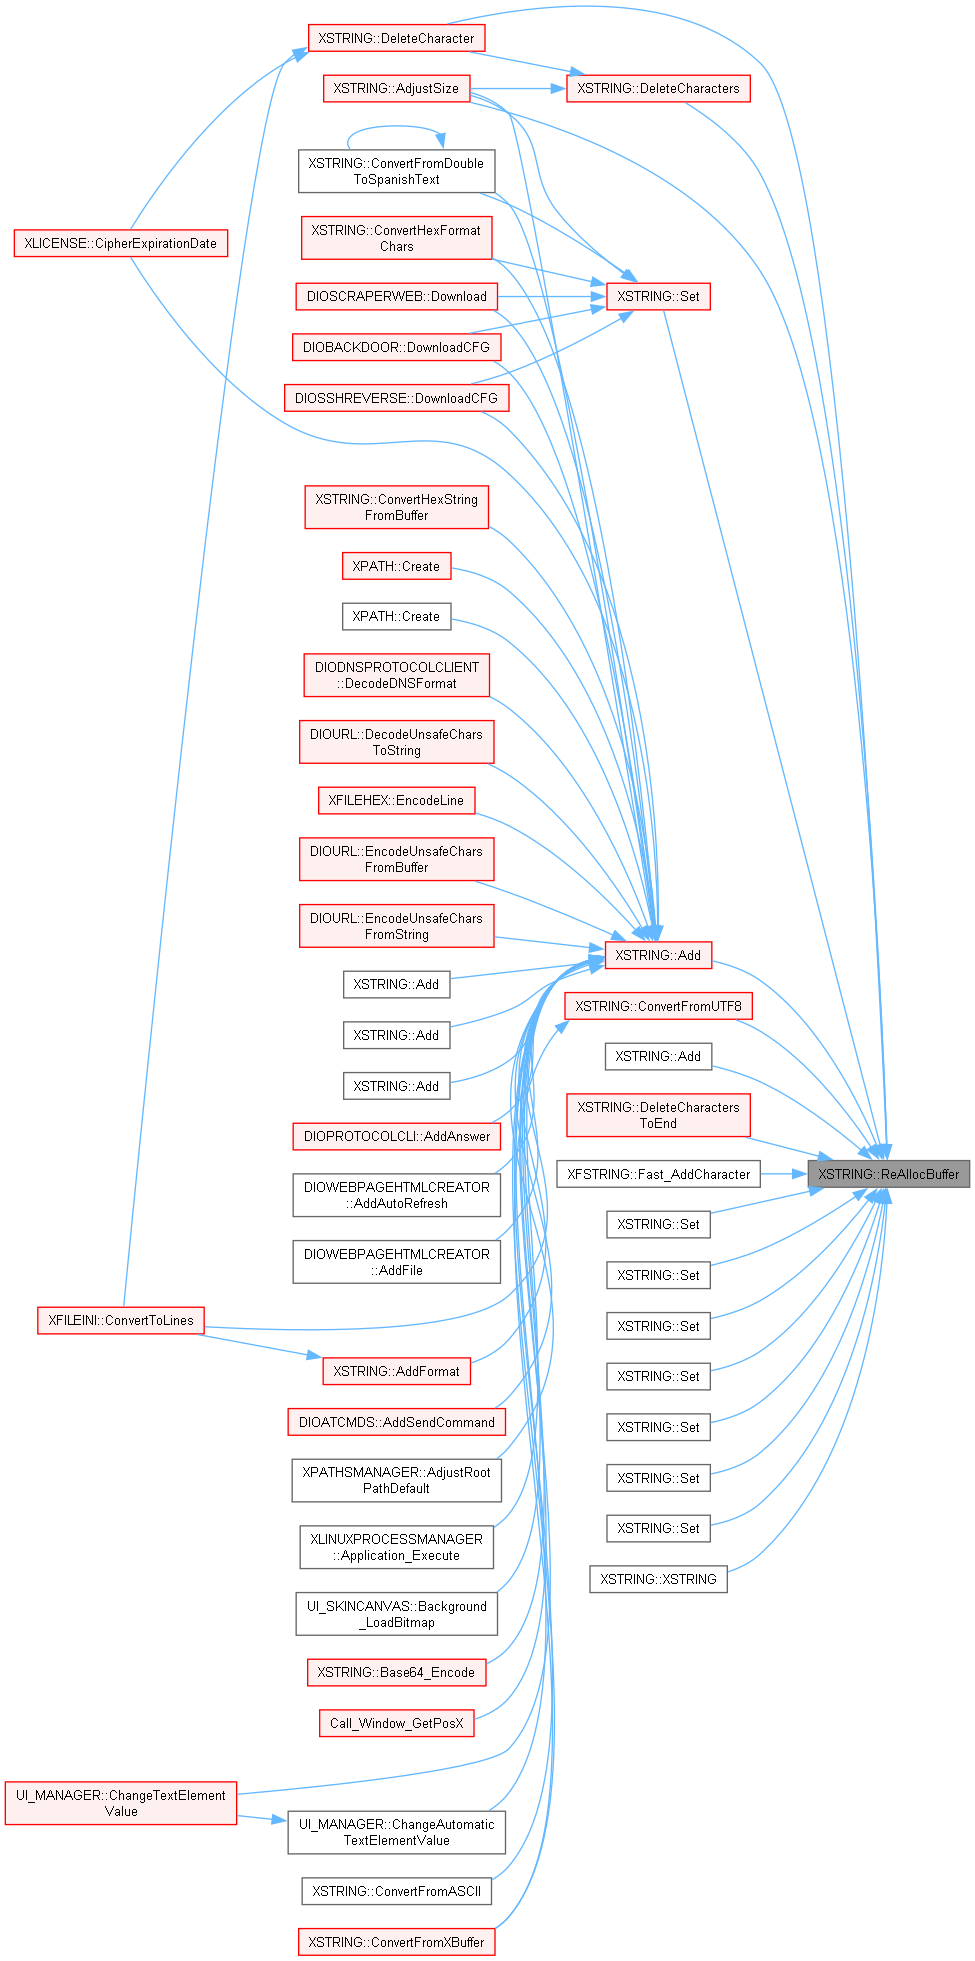 XSTRING::DeleteCharacter
XSTRING::AdjustSize
XSTRING::DeleteCharacters
XSTRING::ConvertFromDouble
ToSpanishText
XSTRING::ConvertHexFormat
Chars
XLICENSE::CipherExpirationDate
DIOSCRAPERWEB::Download
XSTRING::Set
DIOBACKDOOR::DownloadCFG
DIOSSHREVERSE::DownloadCFG
XSTRING::ConvertHexString
FromBuffer
XPATH::Create
XPATH::Create
DIODNSPROTOCOLCLIENT
::DecodeDNSFormat
DIOURL::DecodeUnsafeChars
ToString
XFILEHEX::EncodeLine
DIOURL::EncodeUnsafeChars
FromBuffer
DIOURL::EncodeUnsafeChars
FromString
XSTRING::Add
XSTRING::Add
XSTRING::ConvertFromUTF8
XSTRING::Add
XSTRING::Add
XSTRING::Add
XSTRING::DeleteCharacters
ToEnd
DIOPROTOCOLCLI::AddAnswer
XFSTRING::Fast_AddCharacter
XSTRING::ReAllocBuffer
DIOWEBPAGEHTMLCREATOR
::AddAutoRefresh
XSTRING::Set
DIOWEBPAGEHTMLCREATOR
::AddFile
XSTRING::Set
XFILEINI::ConvertToLines
XSTRING::Set
XSTRING::AddFormat
XSTRING::Set
DIOATCMDS::AddSendCommand
XSTRING::Set
XPATHSMANAGER::AdjustRoot
PathDefault
XSTRING::Set
XLINUXPROCESSMANAGER
::Application_Execute
XSTRING::Set
XSTRING::XSTRING
UI_SKINCANVAS::Background
_LoadBitmap
XSTRING::Base64_Encode
Call_Window_GetPosX
UI_MANAGER::ChangeTextElement
Value
UI_MANAGER::ChangeAutomatic
TextElementValue
XSTRING::ConvertFromASCII
XSTRING::ConvertFromXBuffer